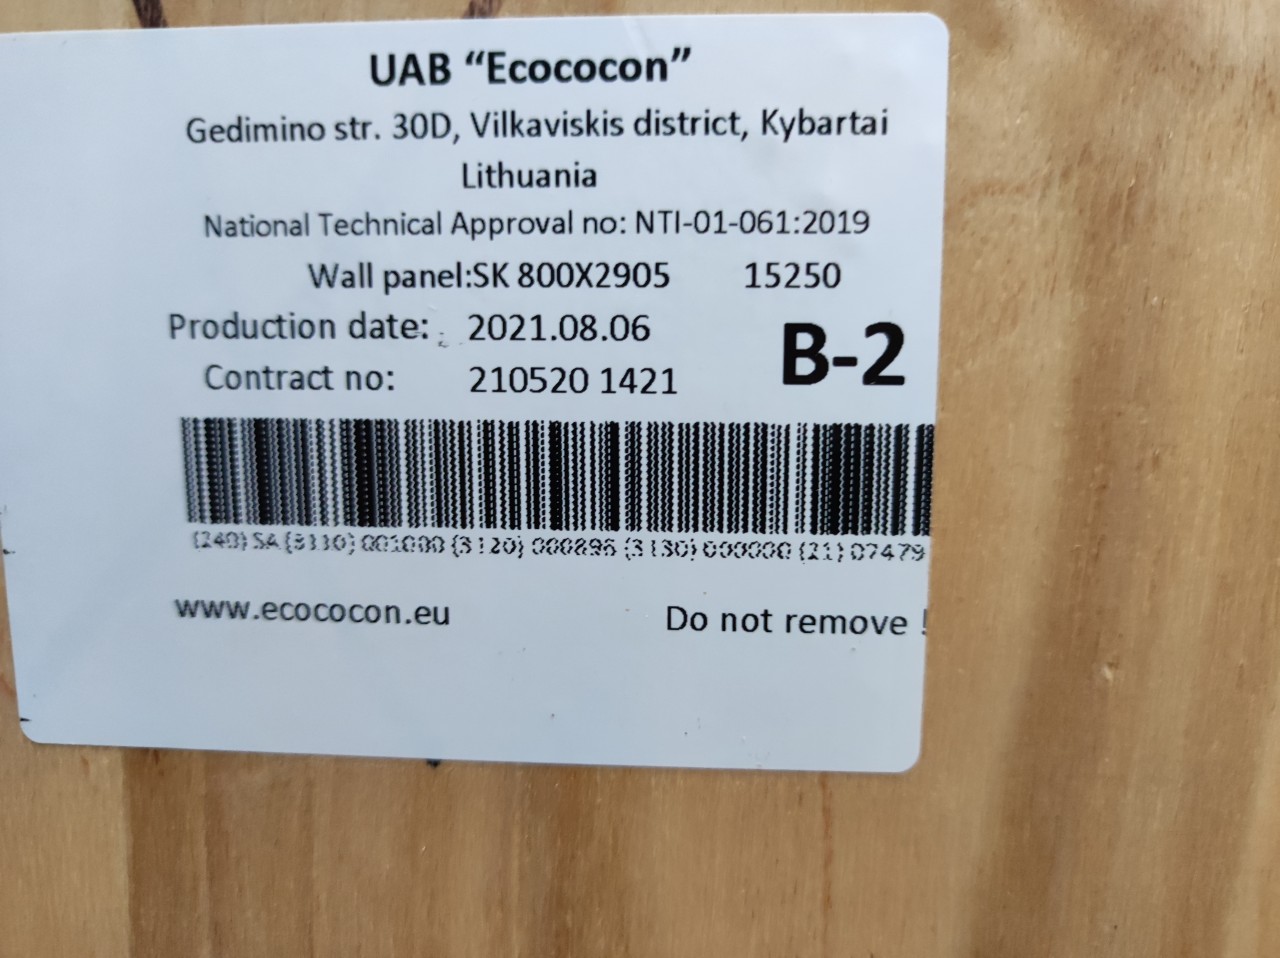 UAB “Ecococon”
Gedimino str. 30D, Vilkaviskis district, Kybartai
Lithuania
National Technical Approval no: NTI-01-061:2019
Wall panel:SK 800X2905 15250
Production date: 2021.08.06
B-2
Contract no: 210520 1421
(240) SA (3110) 001000 (3120) 000896 (3130) 000000 (21) 07479
www.ecococon.eu
Do not remove !